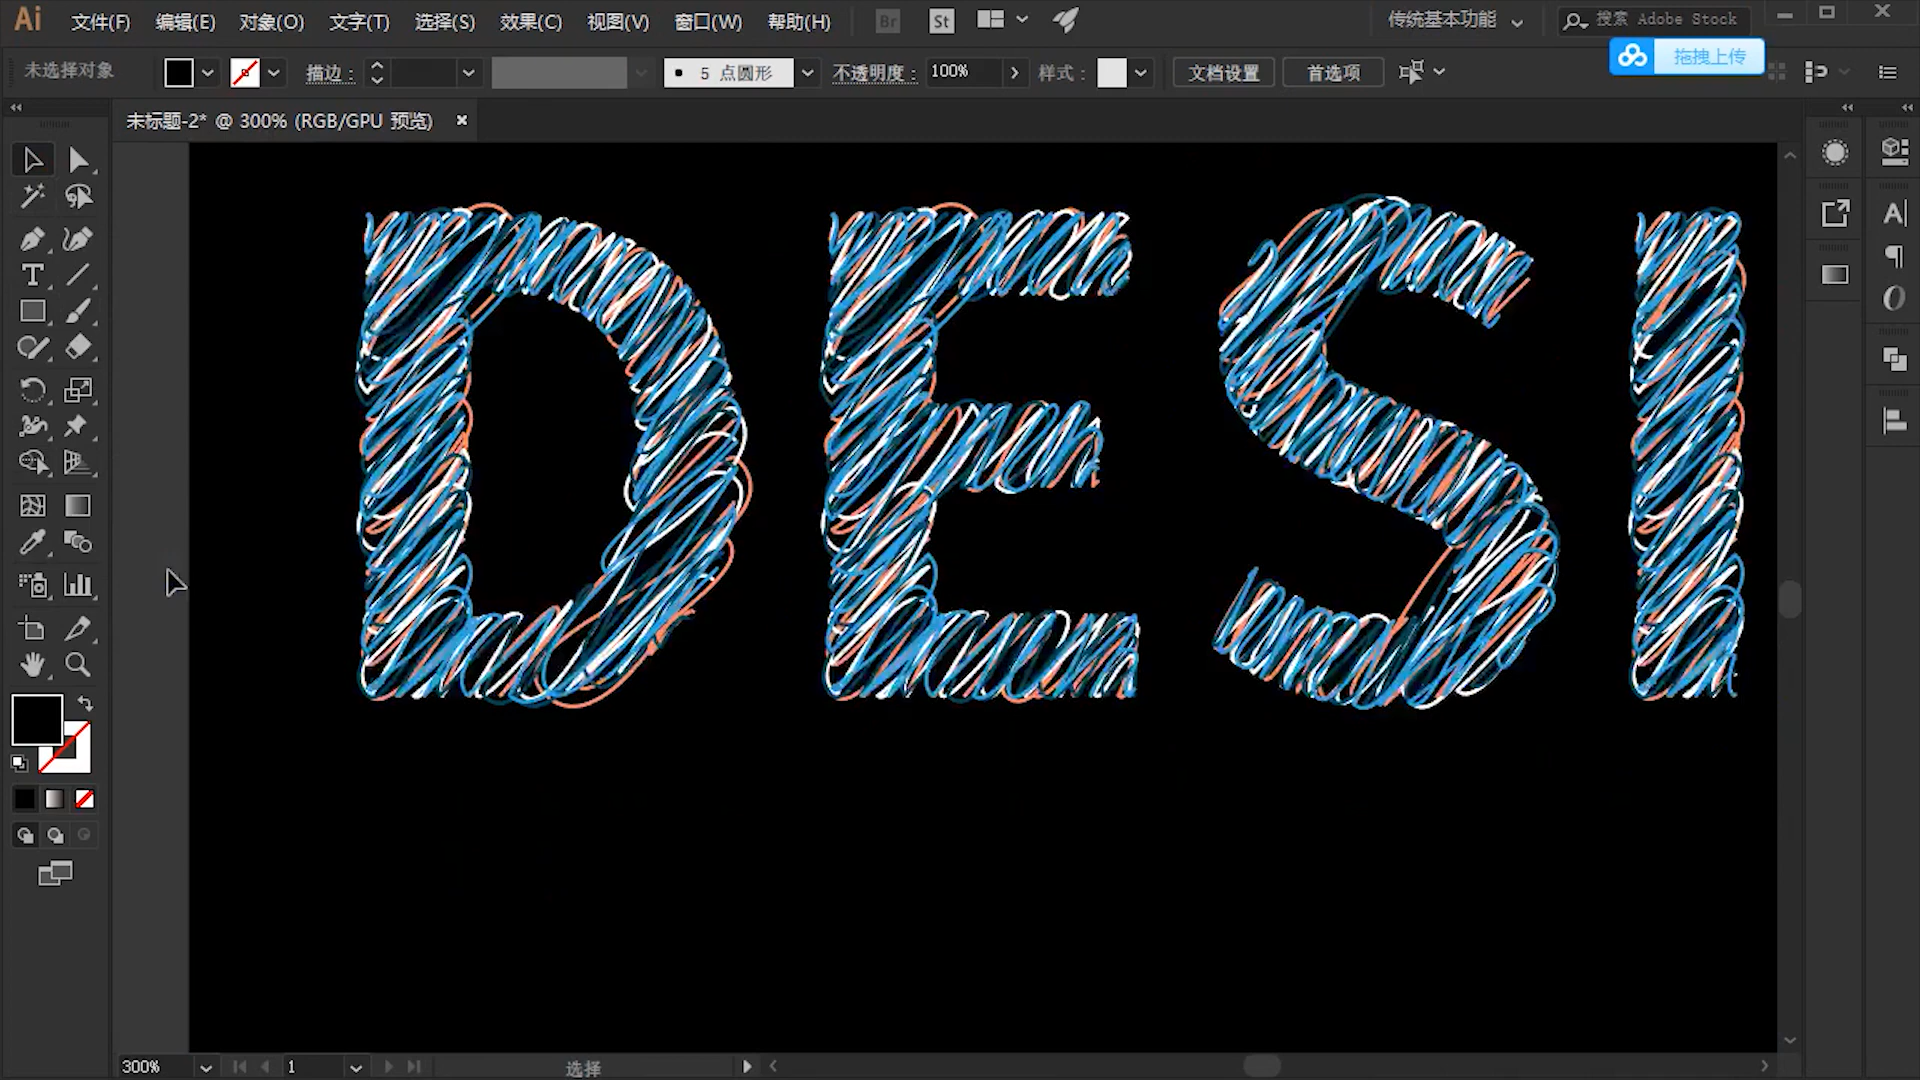 Ai 文件(F) 编辑(E) 对象(O) 文字(T) 选择(S) 效果(C) 视图(V) 窗口(W) 帮助(H) Br St 传统基本功能 搜索 Adobe Stock
未选择对象 描边: 5 点圆形 不透明度: 100% 样式: 文档设置 首选项 拖拽上传
未标题-2* @ 300% (RGB/GPU 预览)
DESI
300% 1 选择